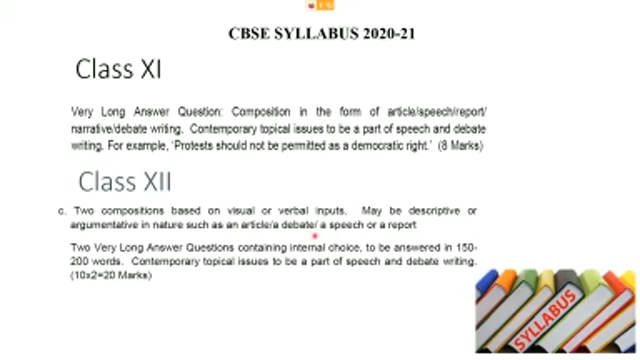 CBSE SYLLABUS 2020-21
Class XI
Very Long Answer Question: Composition in the form of article/speech/report/
narrative/debate writing. Contemporary topical issues to be a part of speech and debate
writing. For example, ‘Protests should not be permitted as a democratic right.’ (8 Marks)
Class XII
c. Two compositions based on visual or verbal inputs. May be descriptive or
argumentative in nature such as an article/a debate/ a speech or a report
Two Very Long Answer Questions containing internal choice, to be answered in 150-
200 words. Contemporary topical issues to be a part of speech and debate writing.
(10x2=20 Marks)
SYLLABUS